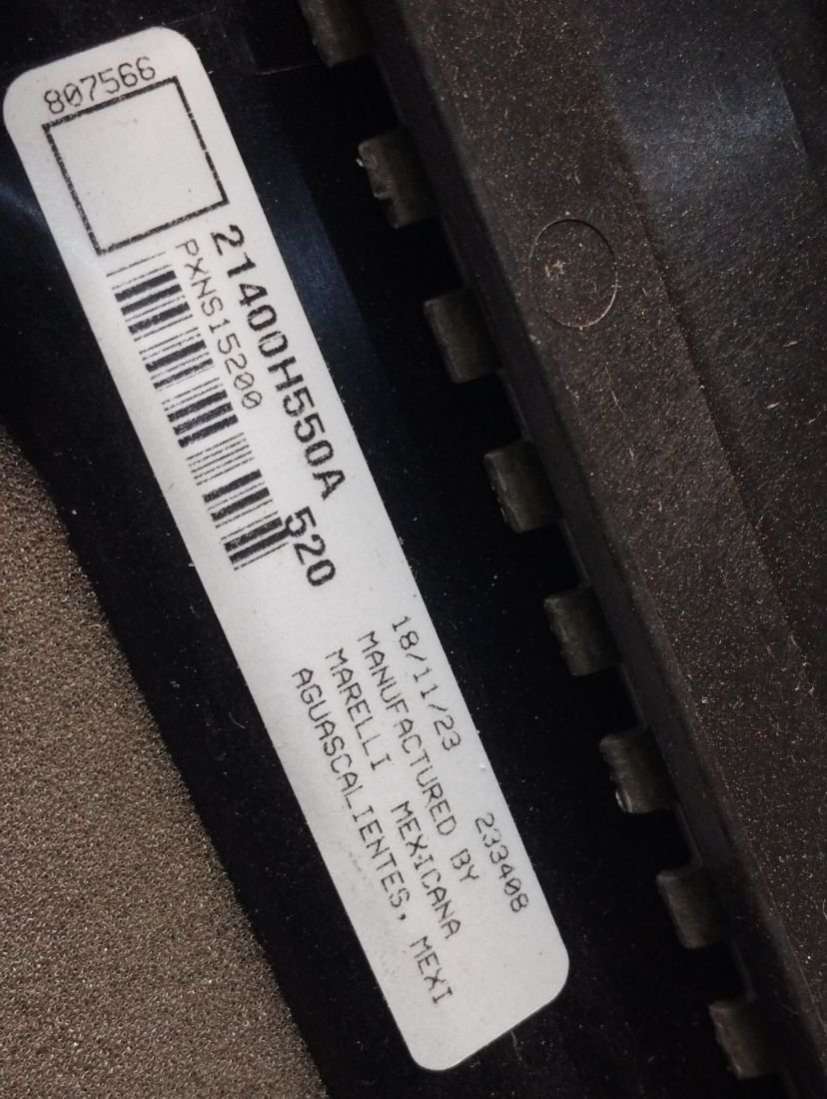 807566
21400H550A 520
PXNS15200
18/11/23 233408
MANUFACTURED BY
MARELLI MEXICANA
AGUASCALIENTES, MEXI